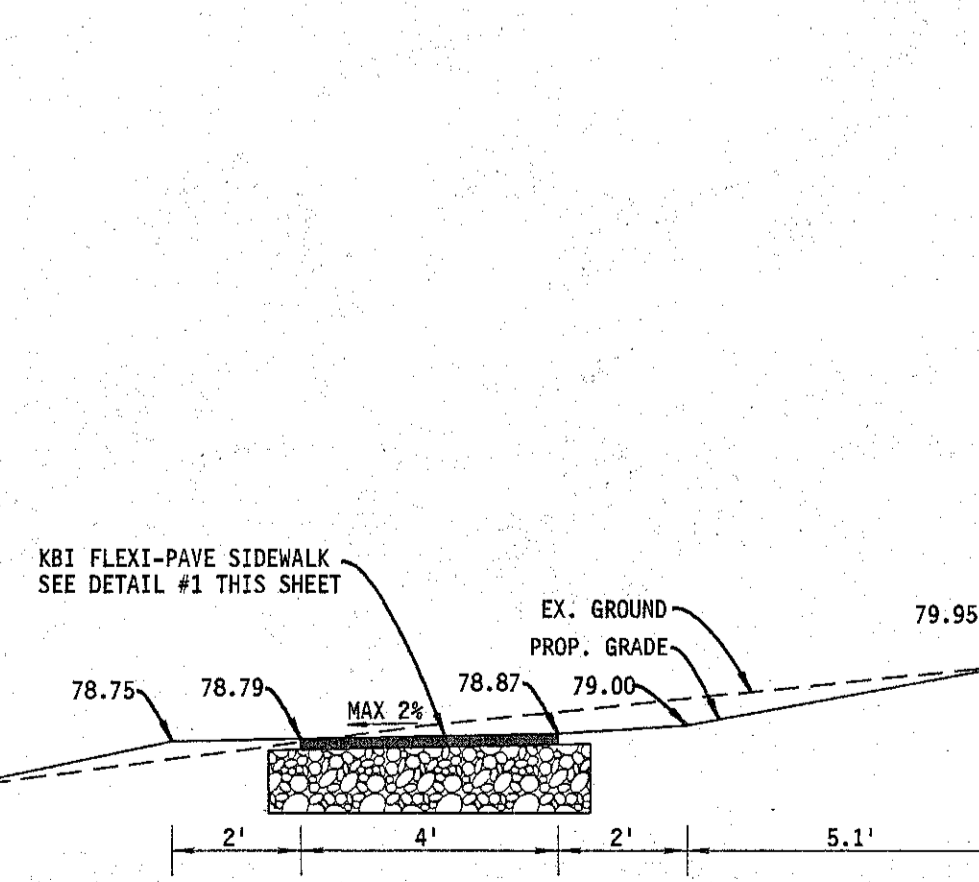 KBI FLEXI-PAVE SIDEWALK
SEE DETAIL #1 THIS SHEET
EX. GROUND
PROP. GRADE
79.95
78.75
78.79
MAX 2%
78.87
79.00
2'
4'
2'
5.1'